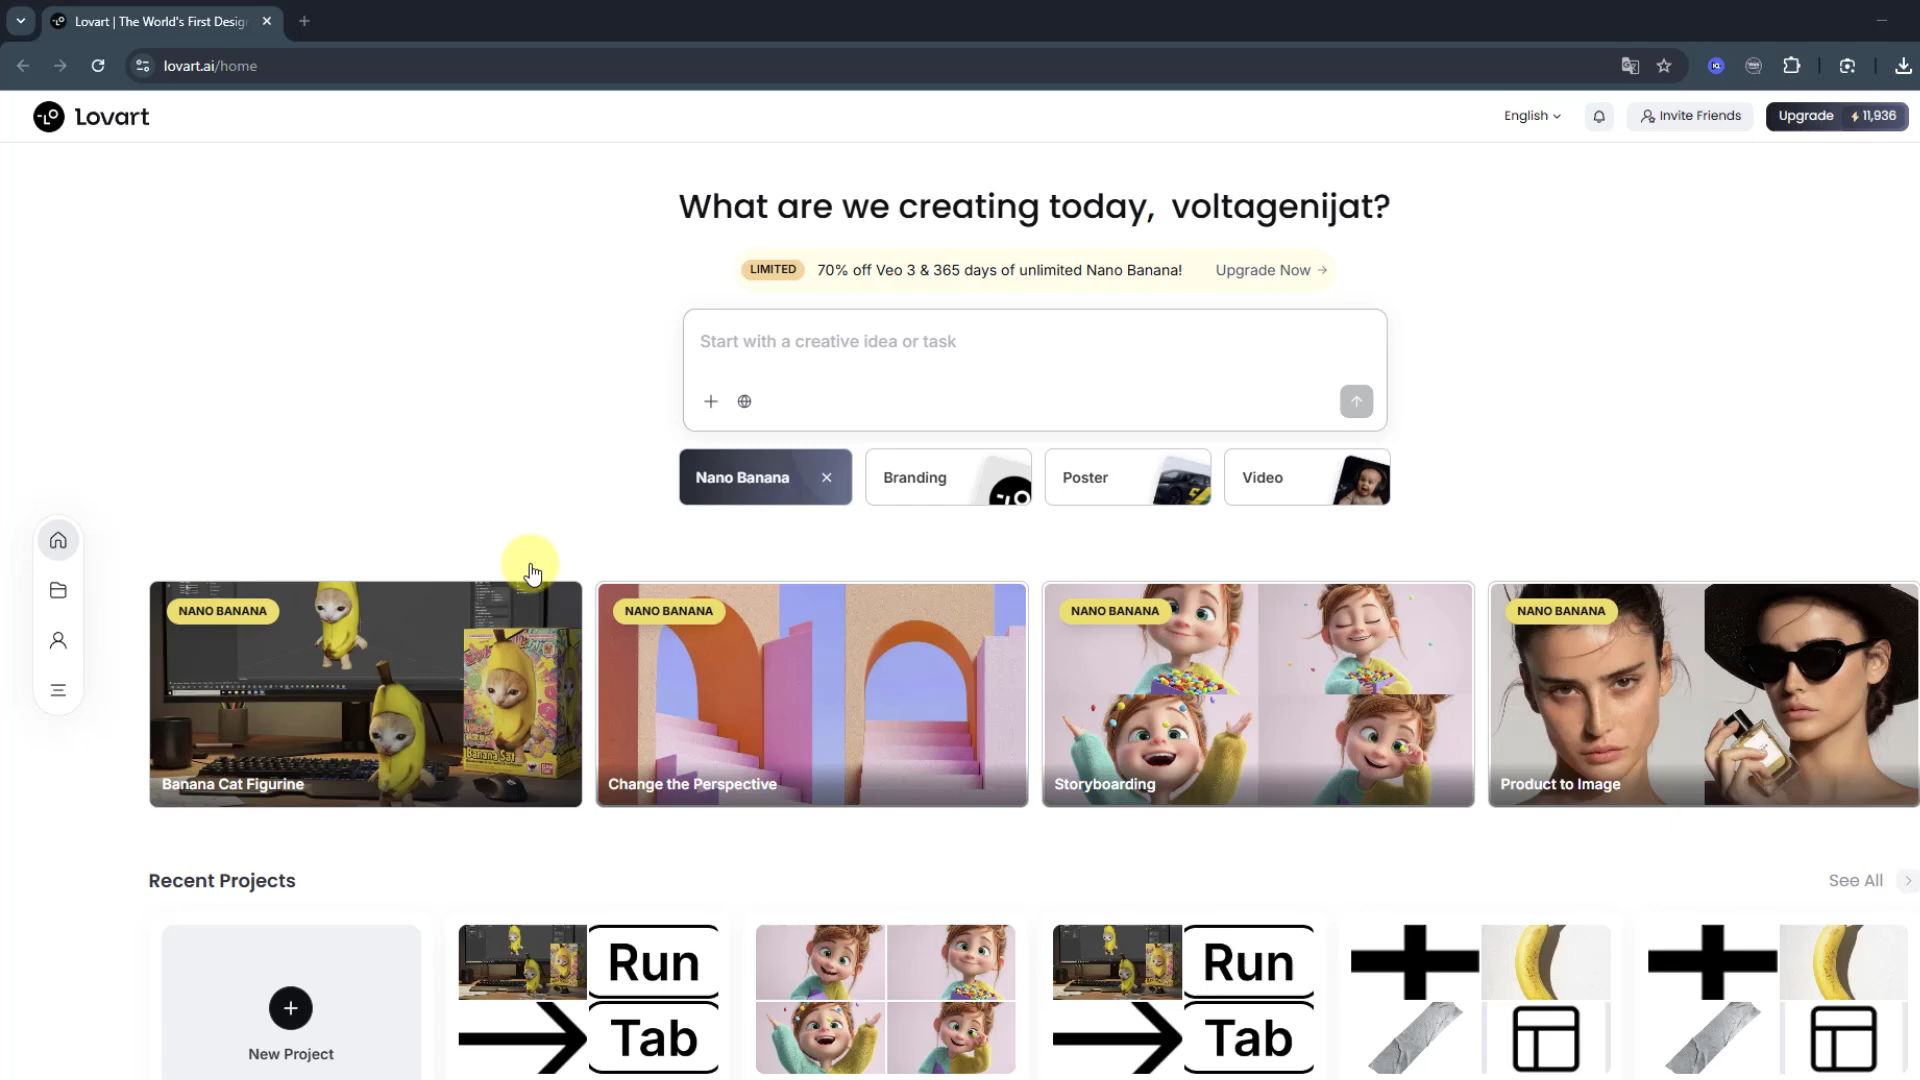 Lovart | The World's First Desig
lovart.ai/home
Lovart
English
Invite Friends
Upgrade
11,936
What are we creating today, voltagenijat?
LIMITED
70% off Veo 3 & 365 days of unlimited Nano Banana!
Upgrade Now →
Start with a creative idea or task
Nano Banana
Branding
Poster
Video
NANO BANANA
Banana Cat Figurine
NANO BANANA
Change the Perspective
NANO BANANA
Storyboarding
NANO BANANA
Product to Image
Recent Projects
See All
New Project
Run
Tab
Run
Tab